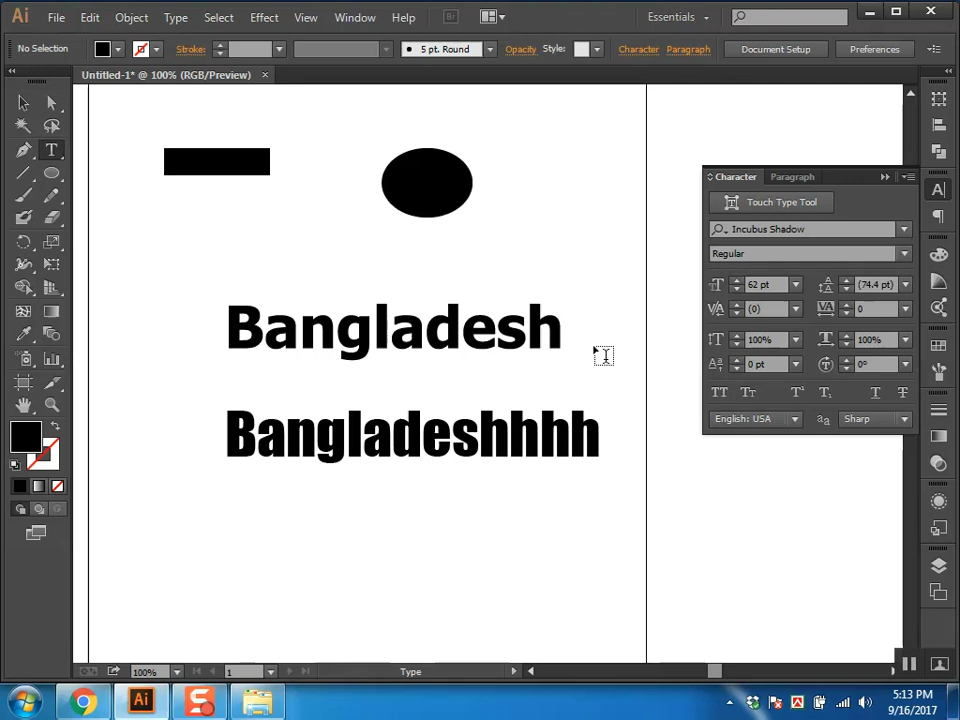 Ai File Edit Object Type Select Effect View Window Help Br Essentials
No Selection Stroke: 5 pt. Round Opacity Style: Character Paragraph Document Setup Preferences
Untitled-1* @ 100% (RGB/Preview) ×
Bangladesh
Bangladeshhhh
Character Paragraph
Touch Type Tool
Incubus Shadow
Regular
62 pt (74.4 pt)
(0) 0
100% 100%
0 pt 0°
English: USA Sharp
100% 1 Type
5:13 PM
9/16/2017